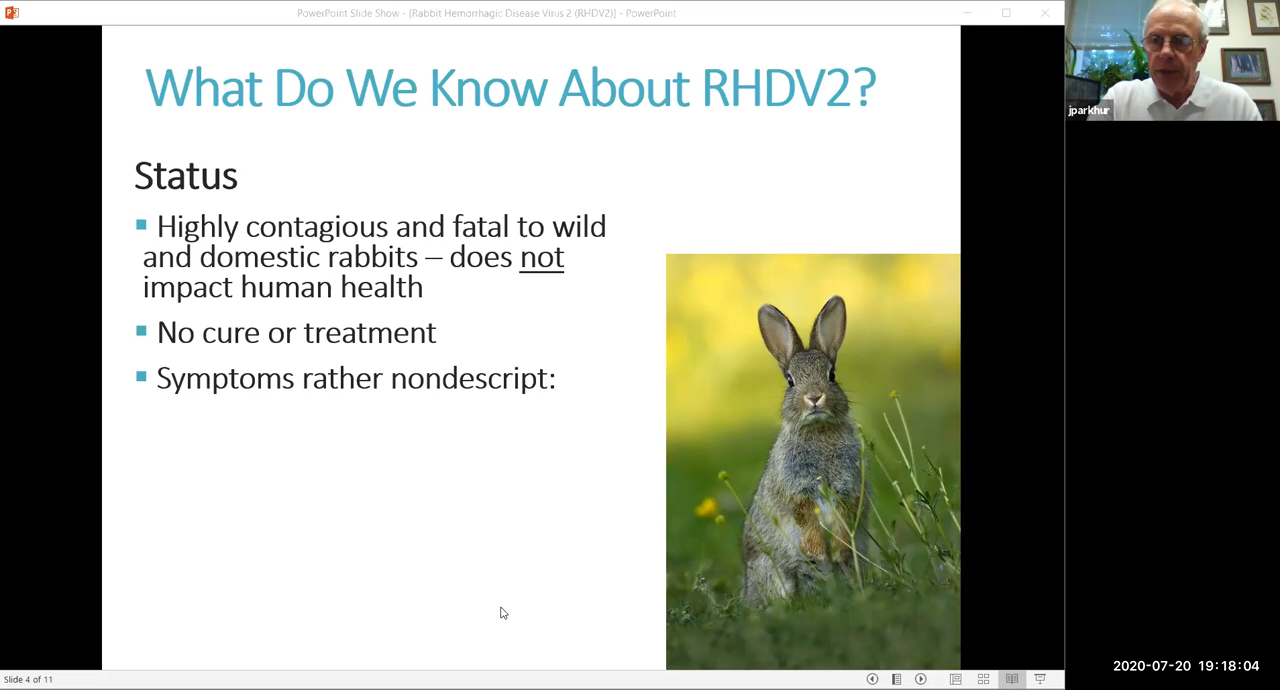 PowerPoint Slide Show - [Rabbit Hemorrhagic Disease Virus 2 (RHDV2)] - PowerPoint
jparkhur
What Do We Know About RHDV2?
Status
Highly contagious and fatal to wild
and domestic rabbits – does not
impact human health
No cure or treatment
Symptoms rather nondescript:
2020-07-20 19:18:04
Slide 4 of 11